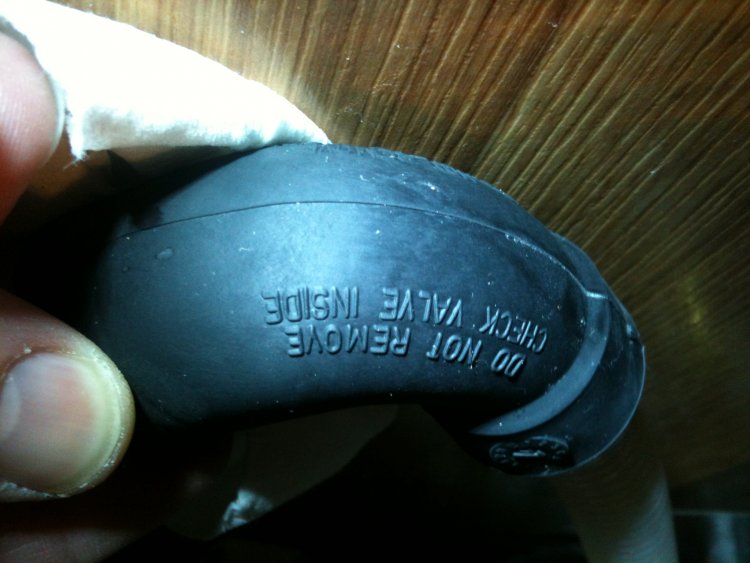 DO NOT REMOVE
CHECK VALVE INSIDE